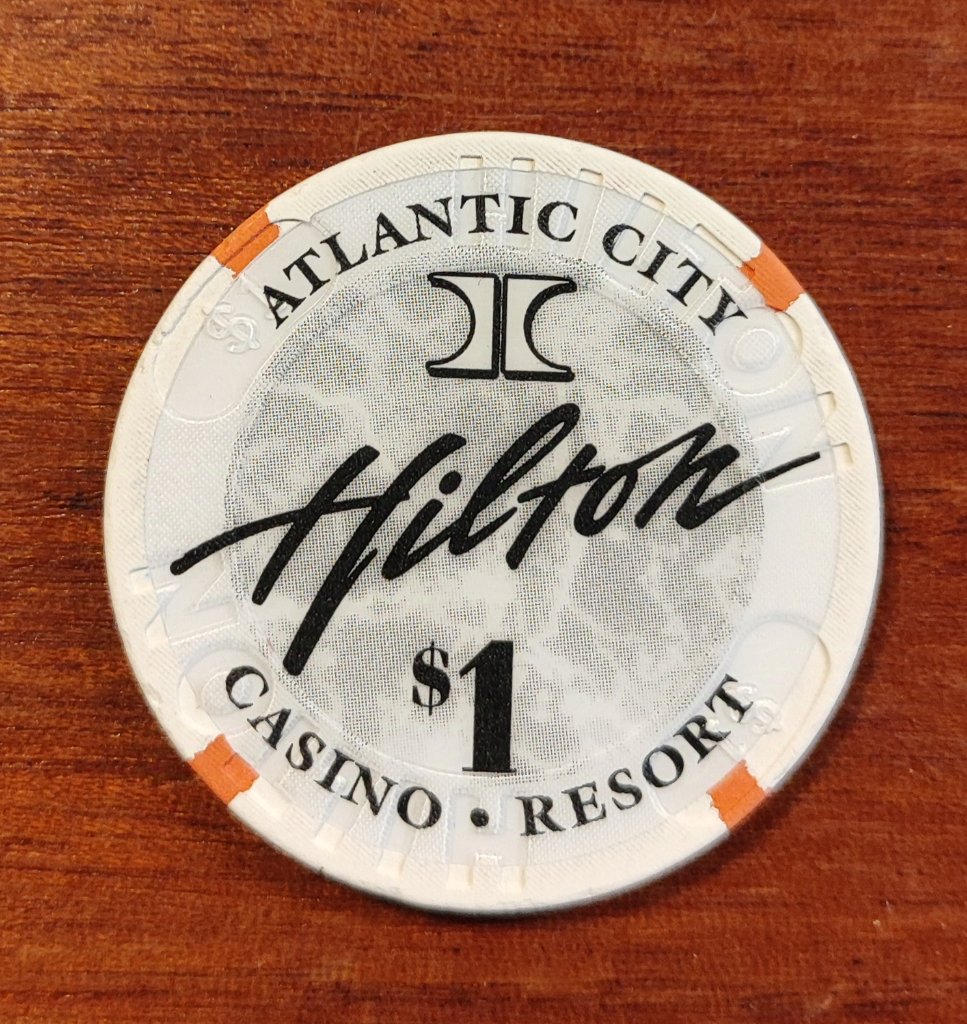 ATLANTIC CITY
Hilton
$1
CASINO • RESORT